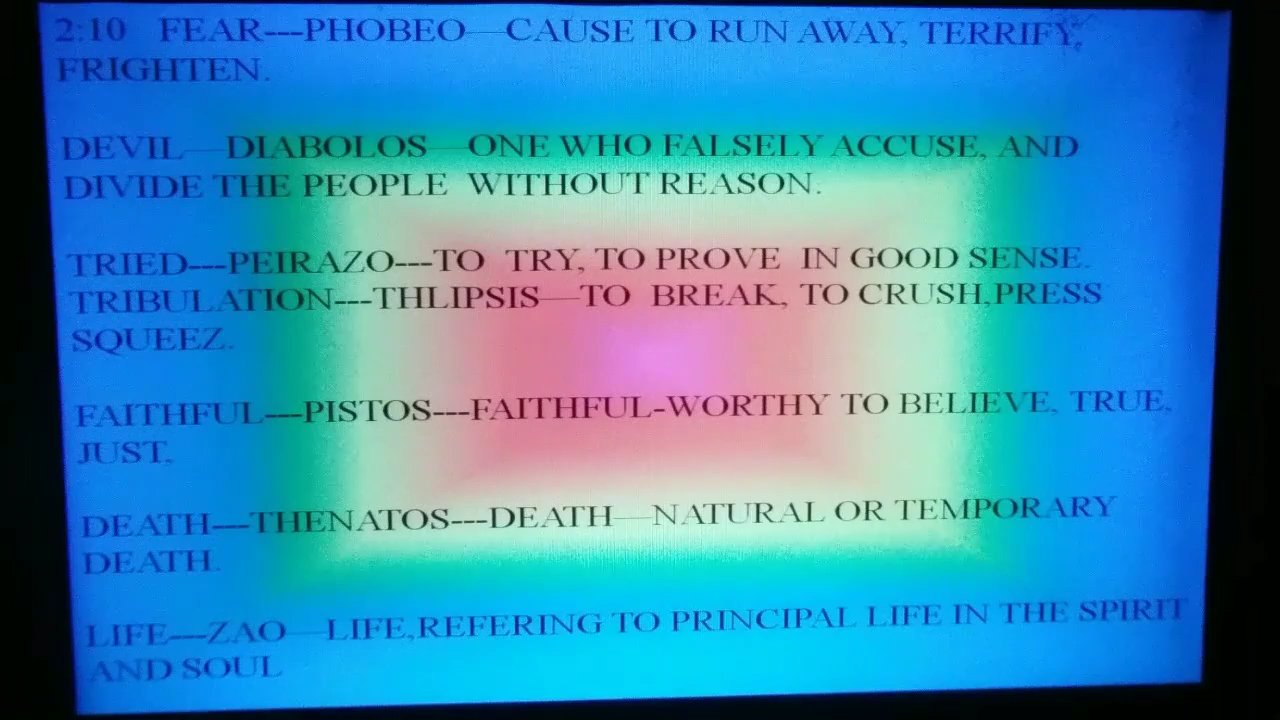 2:10 FEAR---PHOBEO—CAUSE TO RUN AWAY, TERRIFY,
FRIGHTEN.
DEVIL—DIABOLOS—ONE WHO FALSELY ACCUSE, AND
DIVIDE THE PEOPLE WITHOUT REASON.
TRIED---PEIRAZO---TO TRY, TO PROVE IN GOOD SENSE.
TRIBULATION---THLIPSIS—TO BREAK, TO CRUSH,PRESS
SQUEEZ.
FAITHFUL---PISTOS---FAITHFUL-WORTHY TO BELIEVE, TRUE,
JUST.
DEATH---THENATOS---DEATH—NATURAL OR TEMPORARY
DEATH.
LIFE---ZAO—LIFE,REFERING TO PRINCIPAL LIFE IN THE SPIRIT
AND SOUL